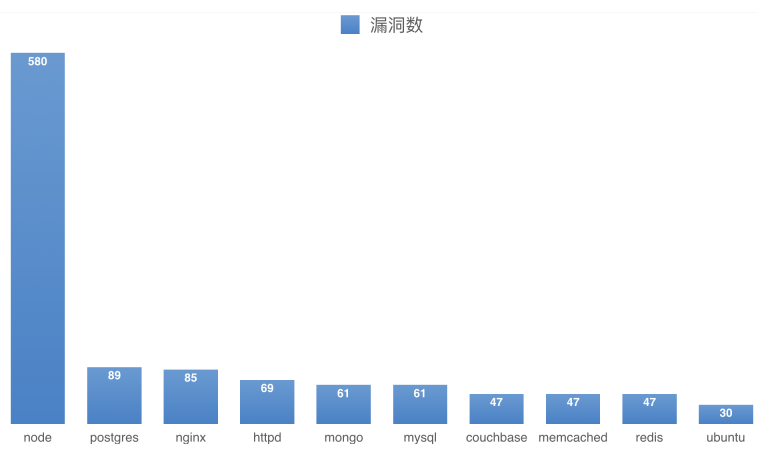 漏洞数
580
89
85
69
61
61
47
47
47
30
node
postgres
nginx
httpd
mongo
mysql
couchbase
memcached
redis
ubuntu